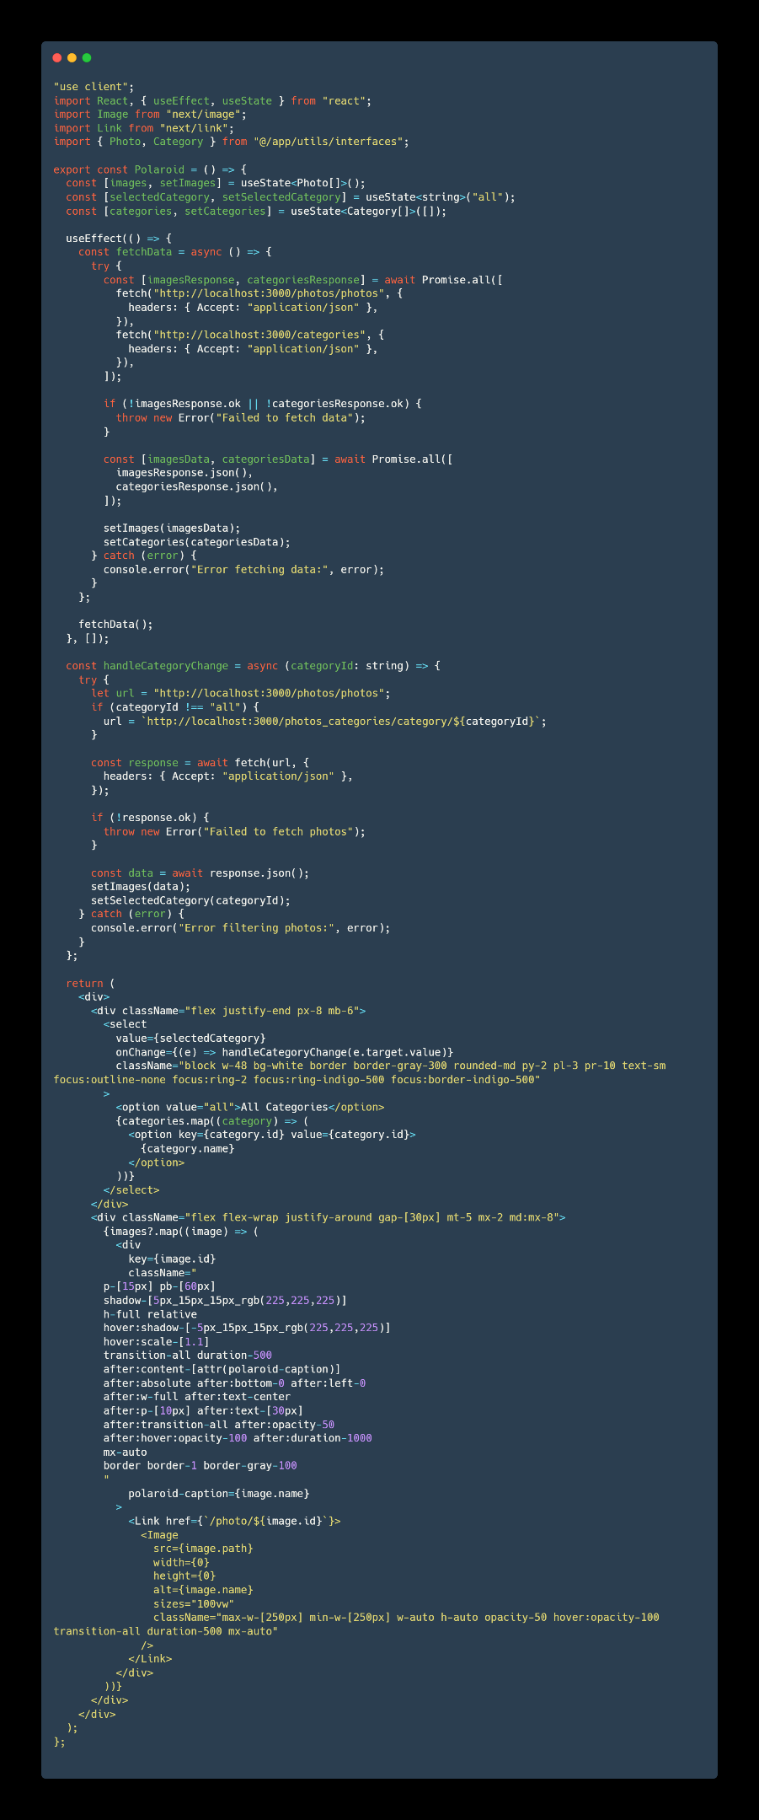 "use client";
import React, { useEffect, useState } from "react";
import Image from "next/image";
import Link from "next/link";
import { Photo, Category } from "@/app/utils/interfaces";

export const Polaroid = () => {
  const [images, setImages] = useState<Photo[]>();
  const [selectedCategory, setSelectedCategory] = useState<string>("all");
  const [categories, setCategories] = useState<Category[]>([]);

  useEffect(() => {
    const fetchData = async () => {
      try {
        const [imagesResponse, categoriesResponse] = await Promise.all([
          fetch("http://localhost:3000/photos/photos", {
            headers: { Accept: "application/json" },
          }),
          fetch("http://localhost:3000/categories", {
            headers: { Accept: "application/json" },
          }),
        ]);

        if (!imagesResponse.ok || !categoriesResponse.ok) {
          throw new Error("Failed to fetch data");
        }

        const [imagesData, categoriesData] = await Promise.all([
          imagesResponse.json(),
          categoriesResponse.json(),
        ]);

        setImages(imagesData);
        setCategories(categoriesData);
      } catch (error) {
        console.error("Error fetching data:", error);
      }
    };

    fetchData();
  }, []);

  const handleCategoryChange = async (categoryId: string) => {
    try {
      let url = "http://localhost:3000/photos/photos";
      if (categoryId !== "all") {
        url = `http://localhost:3000/photos_categories/category/${categoryId}`;
      }

      const response = await fetch(url, {
        headers: { Accept: "application/json" },
      });

      if (!response.ok) {
        throw new Error("Failed to fetch photos");
      }

      const data = await response.json();
      setImages(data);
      setSelectedCategory(categoryId);
    } catch (error) {
      console.error("Error filtering photos:", error);
    }
  };

  return (
    <div>
      <div className="flex justify-end px-8 mb-6">
        <select
          value={selectedCategory}
          onChange={(e) => handleCategoryChange(e.target.value)}
          className="block w-48 bg-white border border-gray-300 rounded-md py-2 pl-3 pr-10 text-sm
focus:outline-none focus:ring-2 focus:ring-indigo-500 focus:border-indigo-500"
        >
          <option value="all">All Categories</option>
          {categories.map((category) => (
            <option key={category.id} value={category.id}>
              {category.name}
            </option>
          ))}
        </select>
      </div>
      <div className="flex flex-wrap justify-around gap-[30px] mt-5 mx-2 md:mx-8">
        {images?.map((image) => (
          <div
            key={image.id}
            className="
        p-[15px] pb-[60px]
        shadow-[5px_15px_15px_rgb(225,225,225)]
        h-full relative
        hover:shadow-[-5px_15px_15px_rgb(225,225,225)]
        hover:scale-[1.1]
        transition-all duration-500
        after:content-[attr(polaroid-caption)]
        after:absolute after:bottom-0 after:left-0
        after:w-full after:text-center
        after:p-[10px] after:text-[30px]
        after:transition-all after:opacity-50
        after:hover:opacity-100 after:duration-1000
        mx-auto
        border border-1 border-gray-100
        "
            polaroid-caption={image.name}
          >
            <Link href={`/photo/${image.id}`}>
              <Image
                src={image.path}
                width={0}
                height={0}
                alt={image.name}
                sizes="100vw"
                className="max-w-[250px] min-w-[250px] w-auto h-auto opacity-50 hover:opacity-100
transition-all duration-500 mx-auto"
              />
            </Link>
          </div>
        ))}
      </div>
    </div>
  );
};